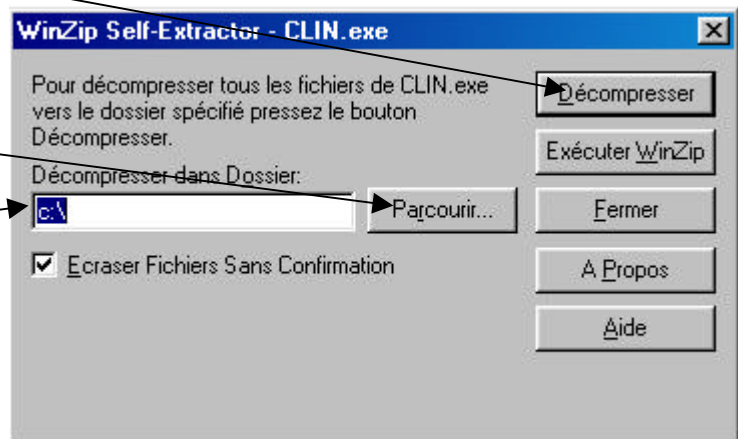 WinZip Self-Extractor - CLIN.exe
Pour décompresser tous les fichiers de CLIN.exe
vers le dossier spécifié pressez le bouton
Décompresser.
Décompresser dans Dossier:
c:\
Parcourir...
Ecraser Fichiers Sans Confirmation
Décompresser
Exécuter WinZip
Fermer
A Propos
Aide